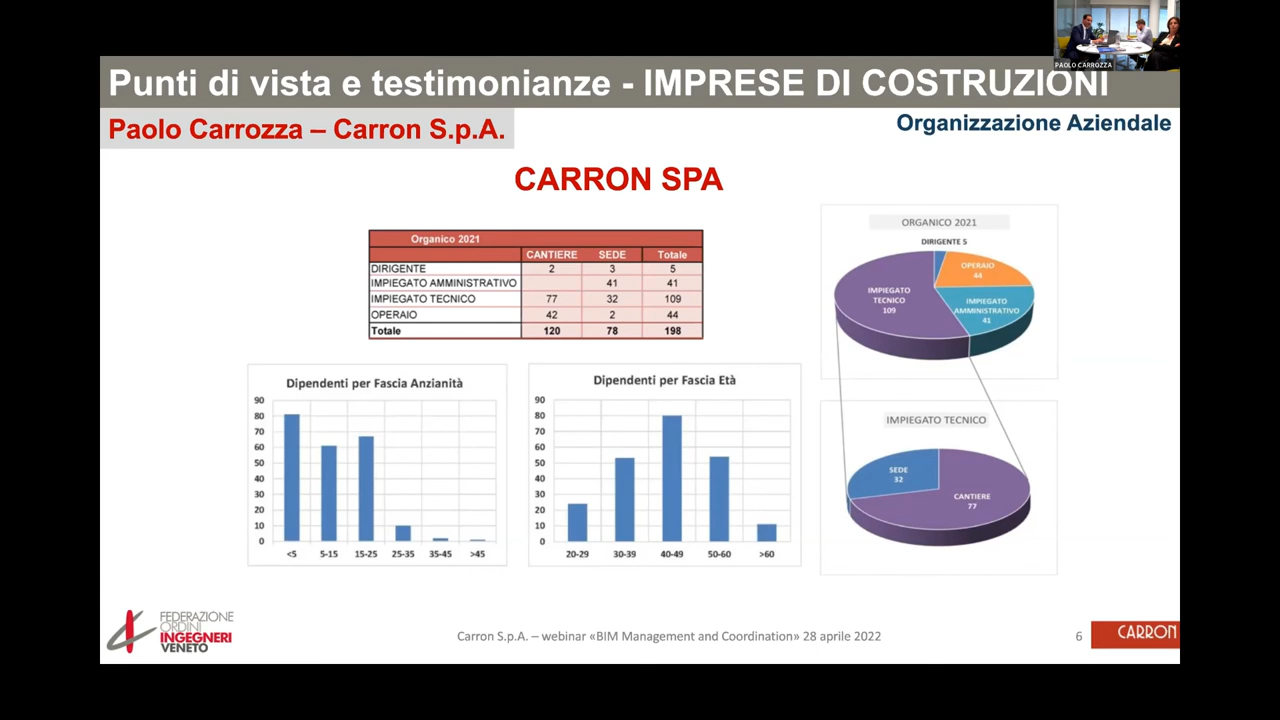 PAOLO CARROZZA
Punti di vista e testimonianze - IMPRESE DI COSTRUZIONI
Paolo Carrozza – Carron S.p.A.
Organizzazione Aziendale
CARRON SPA
Organico 2021
CANTIERE SEDE Totale
DIRIGENTE 2 3 5
IMPIEGATO AMMINISTRATIVO 41 41
IMPIEGATO TECNICO 77 32 109
OPERAIO 42 2 44
Totale 120 78 198
ORGANICO 2021
DIRIGENTE 5
OPERAIO
44
IMPIEGATO
TECNICO
109
IMPIEGATO
AMMINISTRATIVO
41
Dipendenti per Fascia Anzianità
90
80
70
60
50
40
30
20
10
0
<5 5-15 15-25 25-35 35-45 >45
Dipendenti per Fascia Età
90
80
70
60
50
40
30
20
10
0
20-29 30-39 40-49 50-60 >60
IMPIEGATO TECNICO
SEDE
32
CANTIERE
77
FEDERAZIONE
ORDINI
INGEGNERI
VENETO
Carron S.p.A. – webinar «BIM Management and Coordination» 28 aprile 2022
6
CARRON